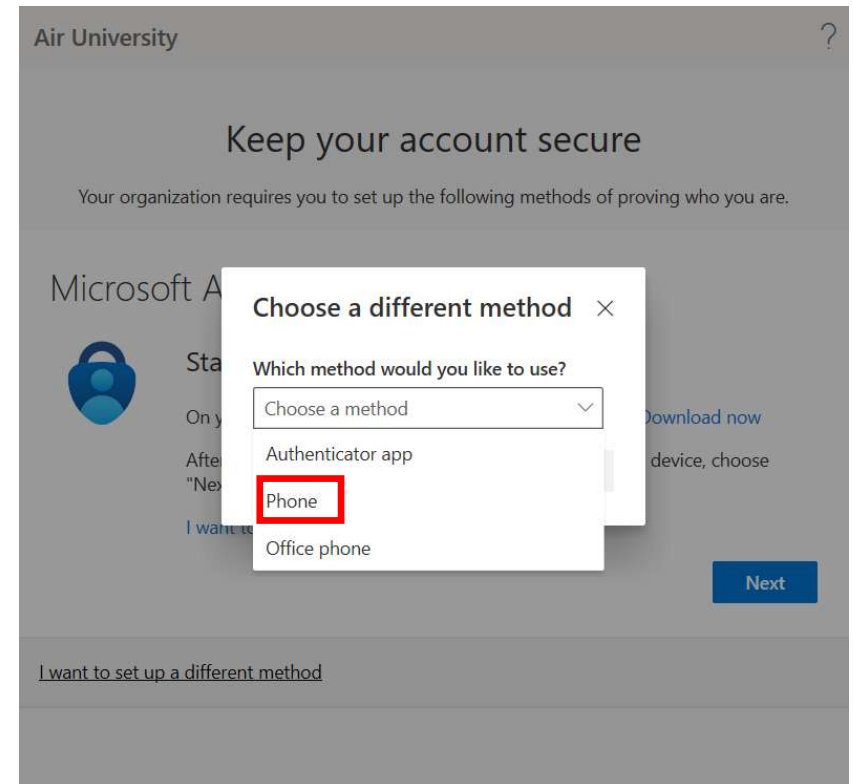 Air University
?
Keep your account secure
Your organization requires you to set up the following methods of proving who you are.
Microsoft A
Choose a different method
Sta
Which method would you like to use?
On y
Choose a method
Download now
Afte
Authenticator app
device, choose
"Nex
Phone
I want to
Office phone
Next
I want to set up a different method